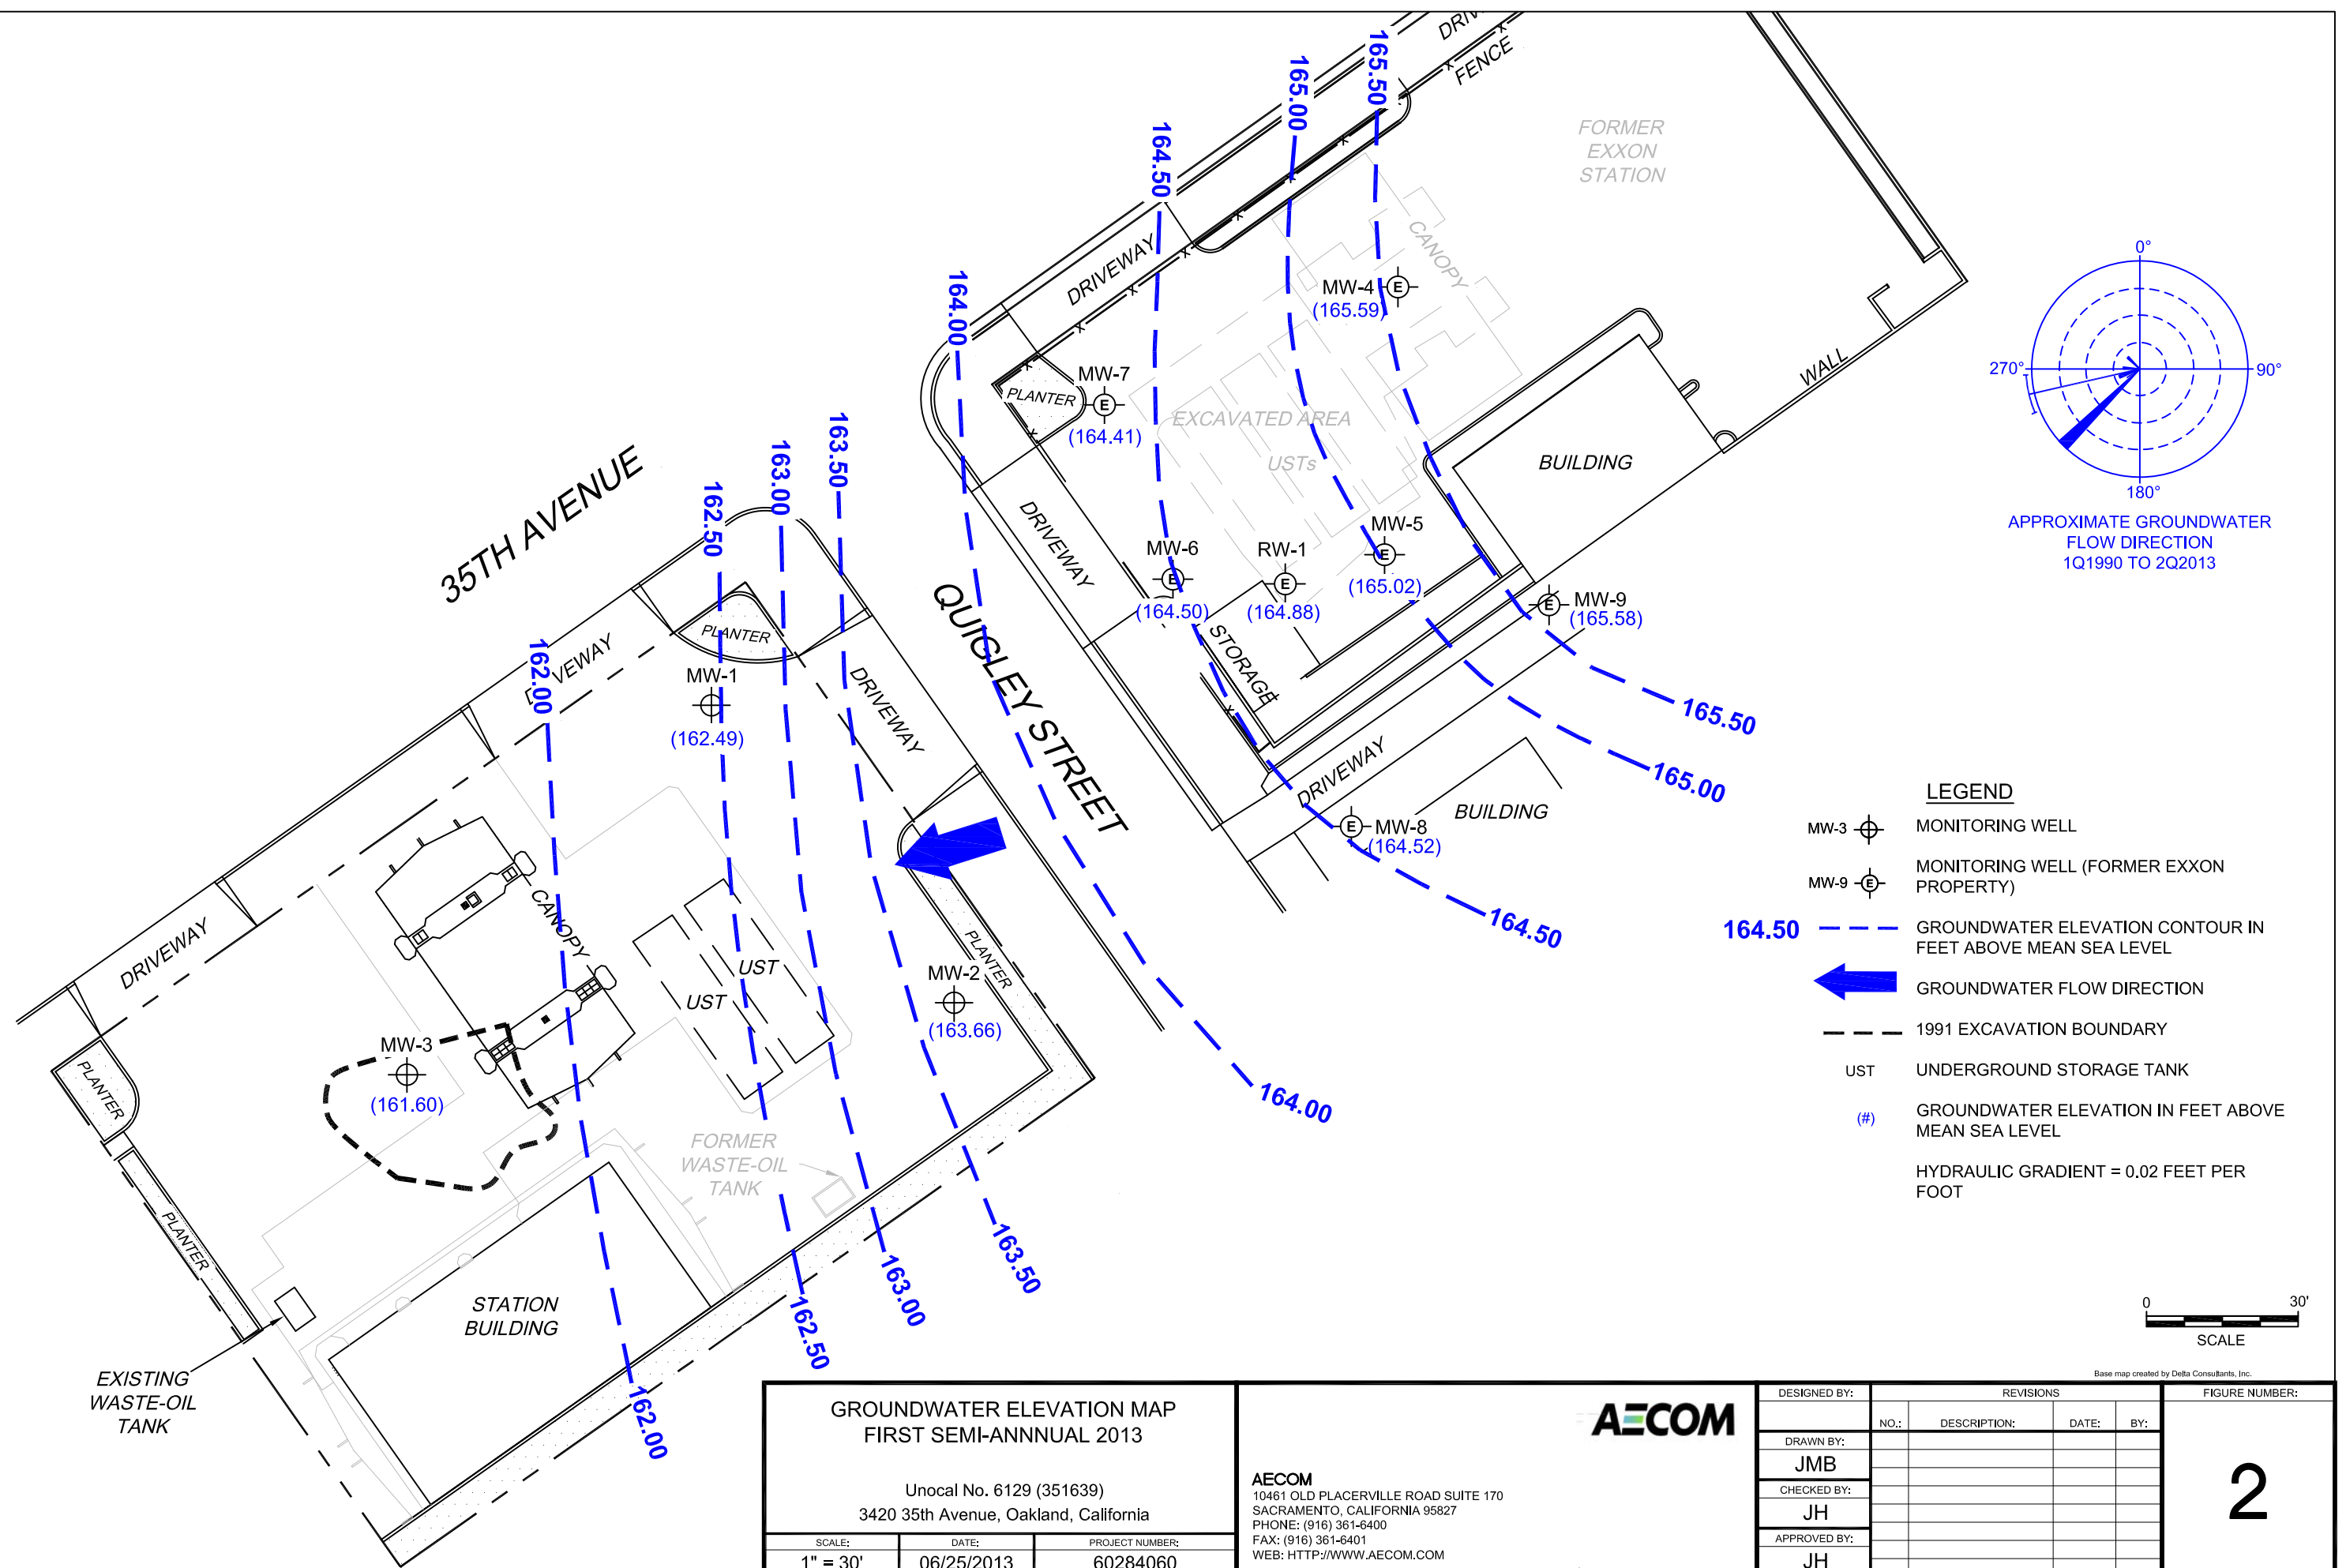 165.50
165.00
164.50
164.00
163.50
163.00
162.50
162.00
FENCE
FORMER
EXXON
STATION
DRIVEWAY
CANOPY
MW-4
E
(165.59)
MW-7
E
(164.41)
PLANTER
EXCAVATED AREA
USTs
BUILDING
WALL
0°
90°
180°
270°
APPROXIMATE GROUNDWATER
FLOW DIRECTION
1Q1990 TO 2Q2013
35TH AVENUE
QUIGLEY STREET
DRIVEWAY
MW-6
E
(164.50)
RW-1
E
(164.88)
MW-5
E
(165.02)
MW-9
E
(165.58)
STORAGE
DRIVEWAY
BUILDING
E
MW-8
(164.52)
165.50
165.00
164.50
164.00
PLANTER
MW-1
(162.49)
DRIVEWAY
CANOPY
UST
UST
MW-2
(163.66)
PLANTER
DRIVEWAY
PLANTER
MW-3
(161.60)
PLANTER
FORMER
WASTE-OIL
TANK
STATION
BUILDING
EXISTING
WASTE-OIL
TANK
163.50
163.00
162.50
162.00
LEGEND
MW-3 MONITORING WELL
MW-9 E MONITORING WELL (FORMER EXXON
PROPERTY)
164.50 GROUNDWATER ELEVATION CONTOUR IN
FEET ABOVE MEAN SEA LEVEL
GROUNDWATER FLOW DIRECTION
1991 EXCAVATION BOUNDARY
UST UNDERGROUND STORAGE TANK
(#) GROUNDWATER ELEVATION IN FEET ABOVE
MEAN SEA LEVEL
HYDRAULIC GRADIENT = 0.02 FEET PER
FOOT
0 30'
SCALE
Base map created by Delta Consultants, Inc.
GROUNDWATER ELEVATION MAP
FIRST SEMI-ANNNUAL 2013
Unocal No. 6129 (351639)
3420 35th Avenue, Oakland, California
SCALE: DATE: PROJECT NUMBER:
1" = 30' 06/25/2013 60284060
AECOM
AECOM
10461 OLD PLACERVILLE ROAD SUITE 170
SACRAMENTO, CALIFORNIA 95827
PHONE: (916) 361-6400
FAX: (916) 361-6401
WEB: HTTP://WWW.AECOM.COM
DESIGNED BY:
DRAWN BY:
JMB
CHECKED BY:
JH
APPROVED BY:
JH
REVISIONS
NO.: DESCRIPTION: DATE: BY:
FIGURE NUMBER:
2